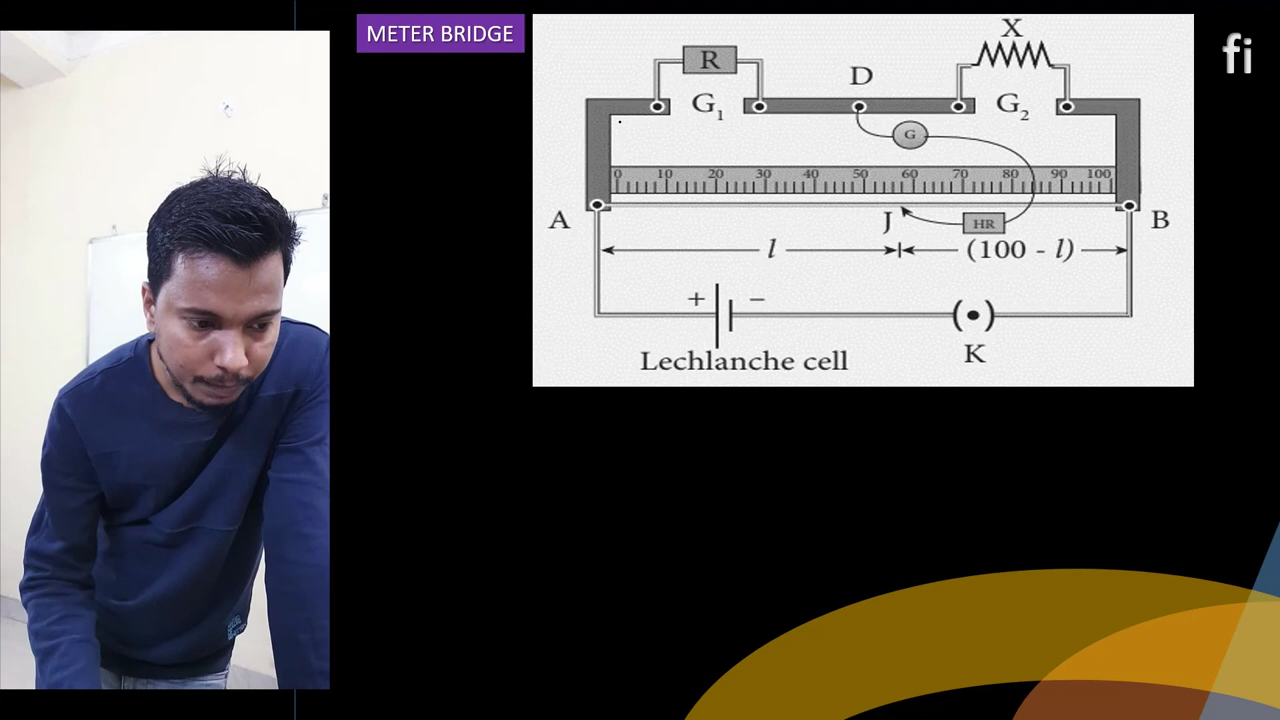 METER BRIDGE
fi
R
X
D
G₁
G₂
G
0 10 20 30 40 50 60 70 80 90 100
A
J
HR
B
l
(100 - l)
+
−
(•)
K
Lechlanche cell